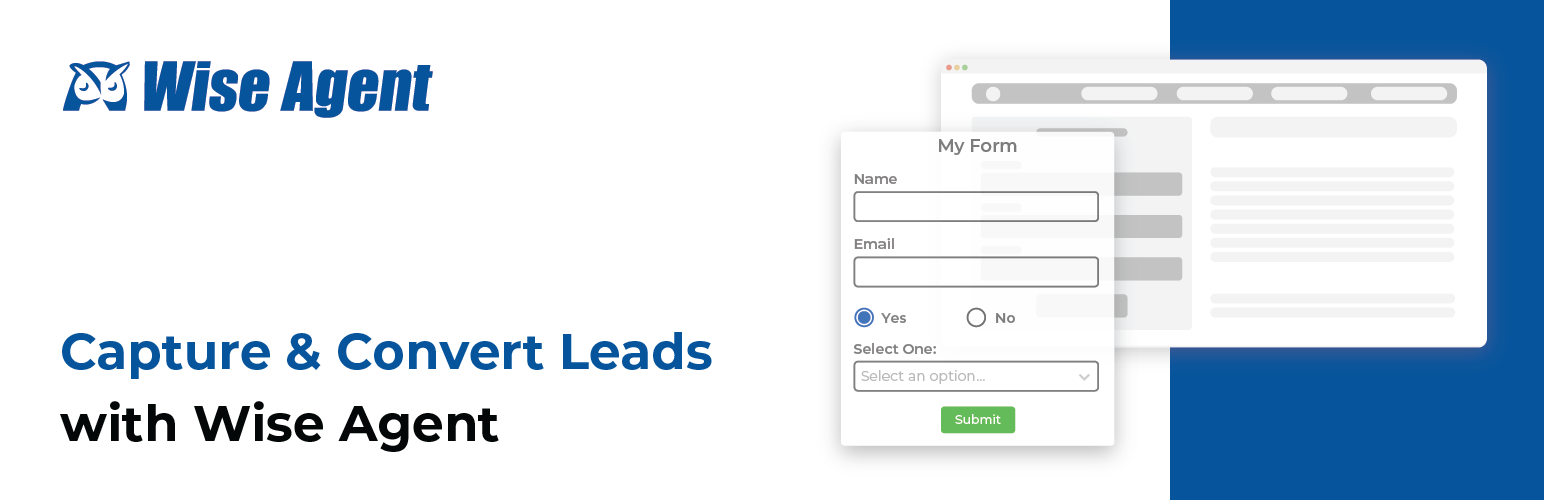 Wise Agent
Capture & Convert Leads
with Wise Agent
My Form
Name
Email
Yes
No
Select One:
Select an option...
Submit